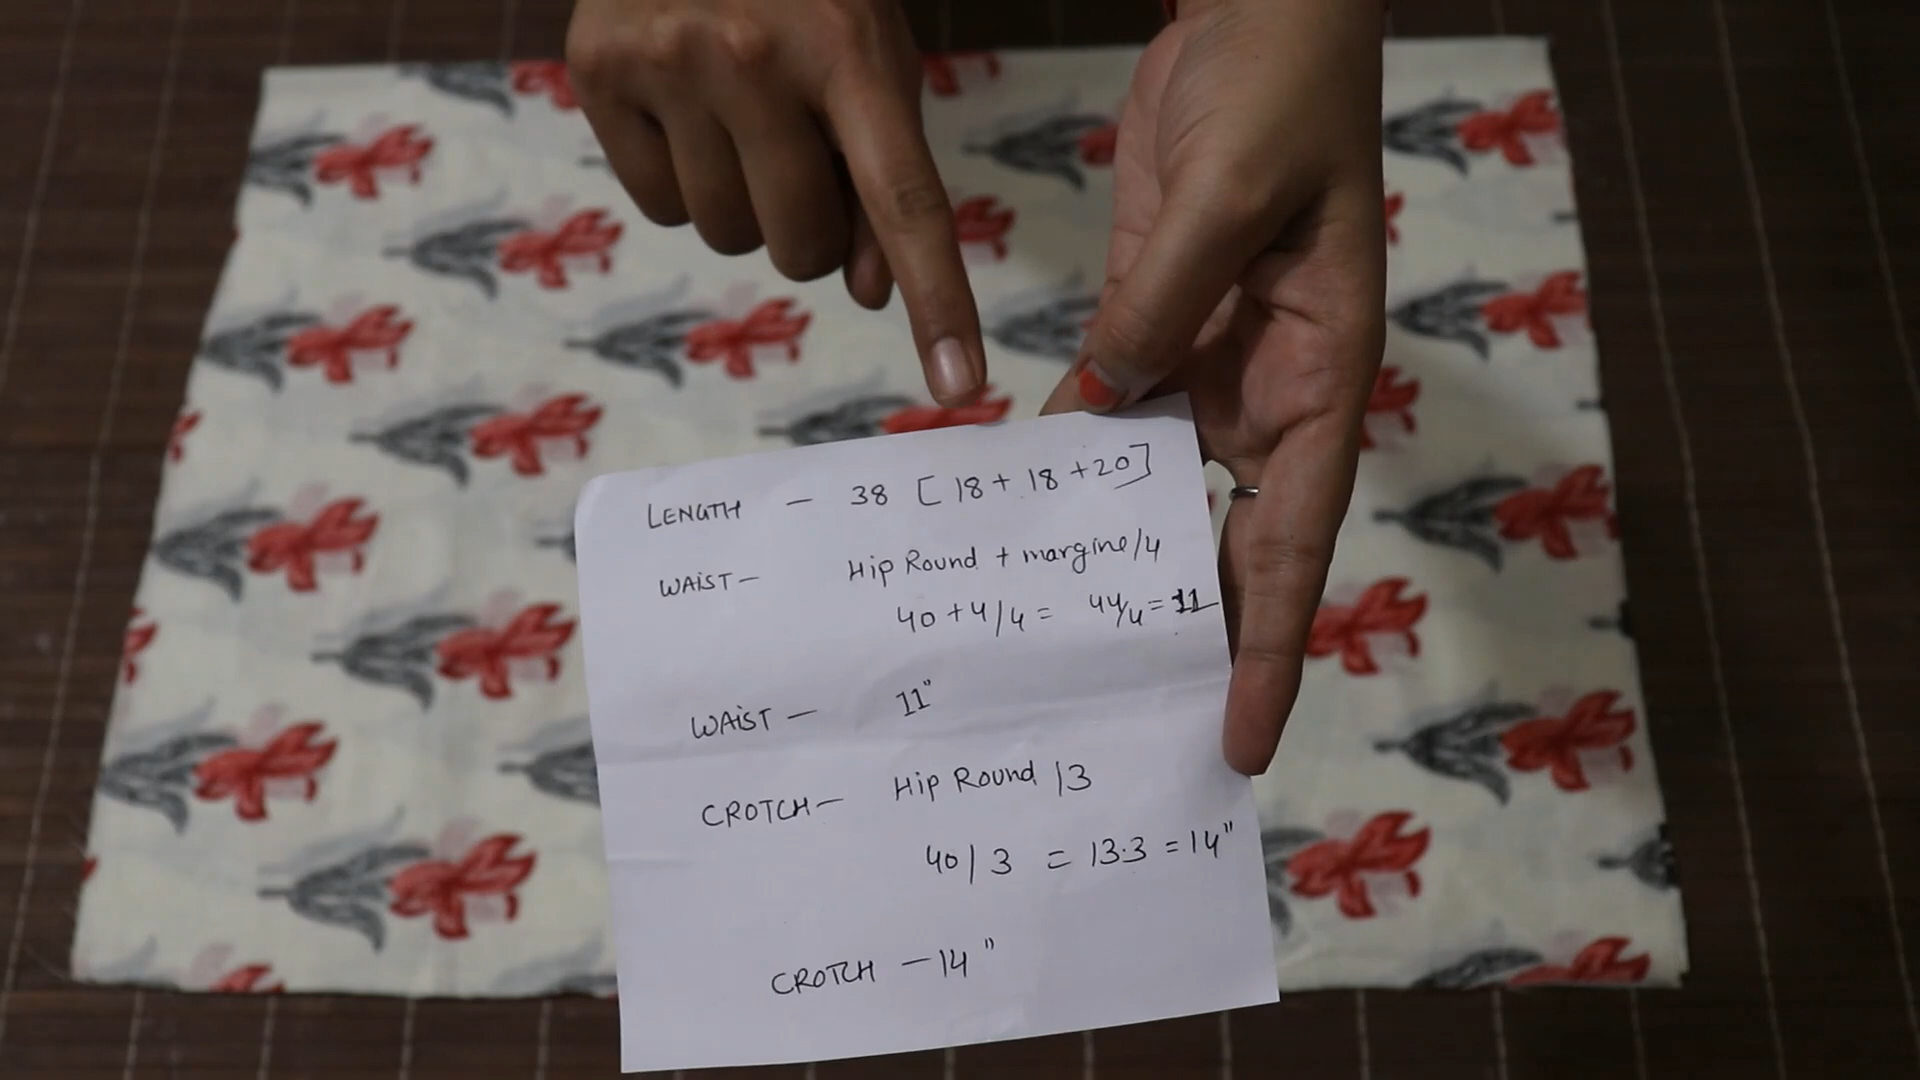 LENGTH - 38 [18 + 18 + 20]
WAIST - Hip Round + margine/4
40 + 4/4 = 44/4 = 11
WAIST - 11"
CROTCH - Hip Round /3
40/3 = 13.3 = 14"
CROTCH - 14"